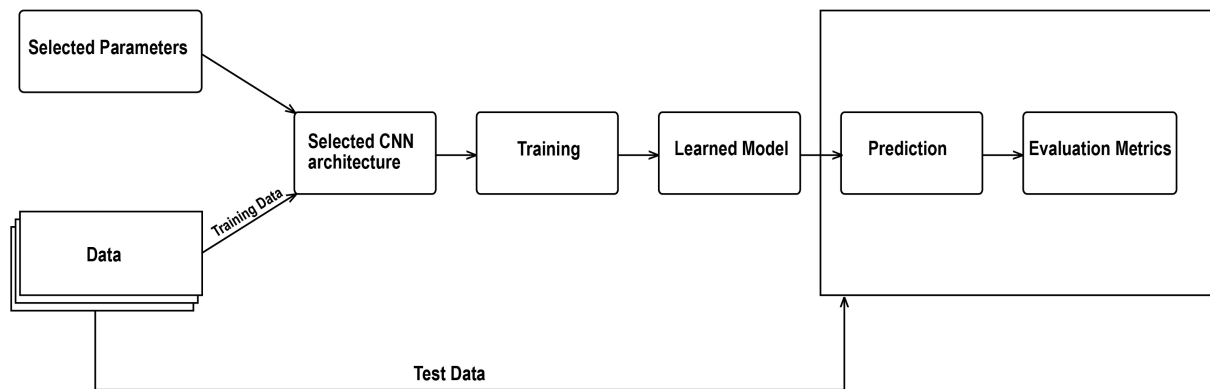 Selected Parameters
Selected CNN
architecture
Training
Learned Model
Prediction
Evaluation Metrics
Training Data
Data
Test Data